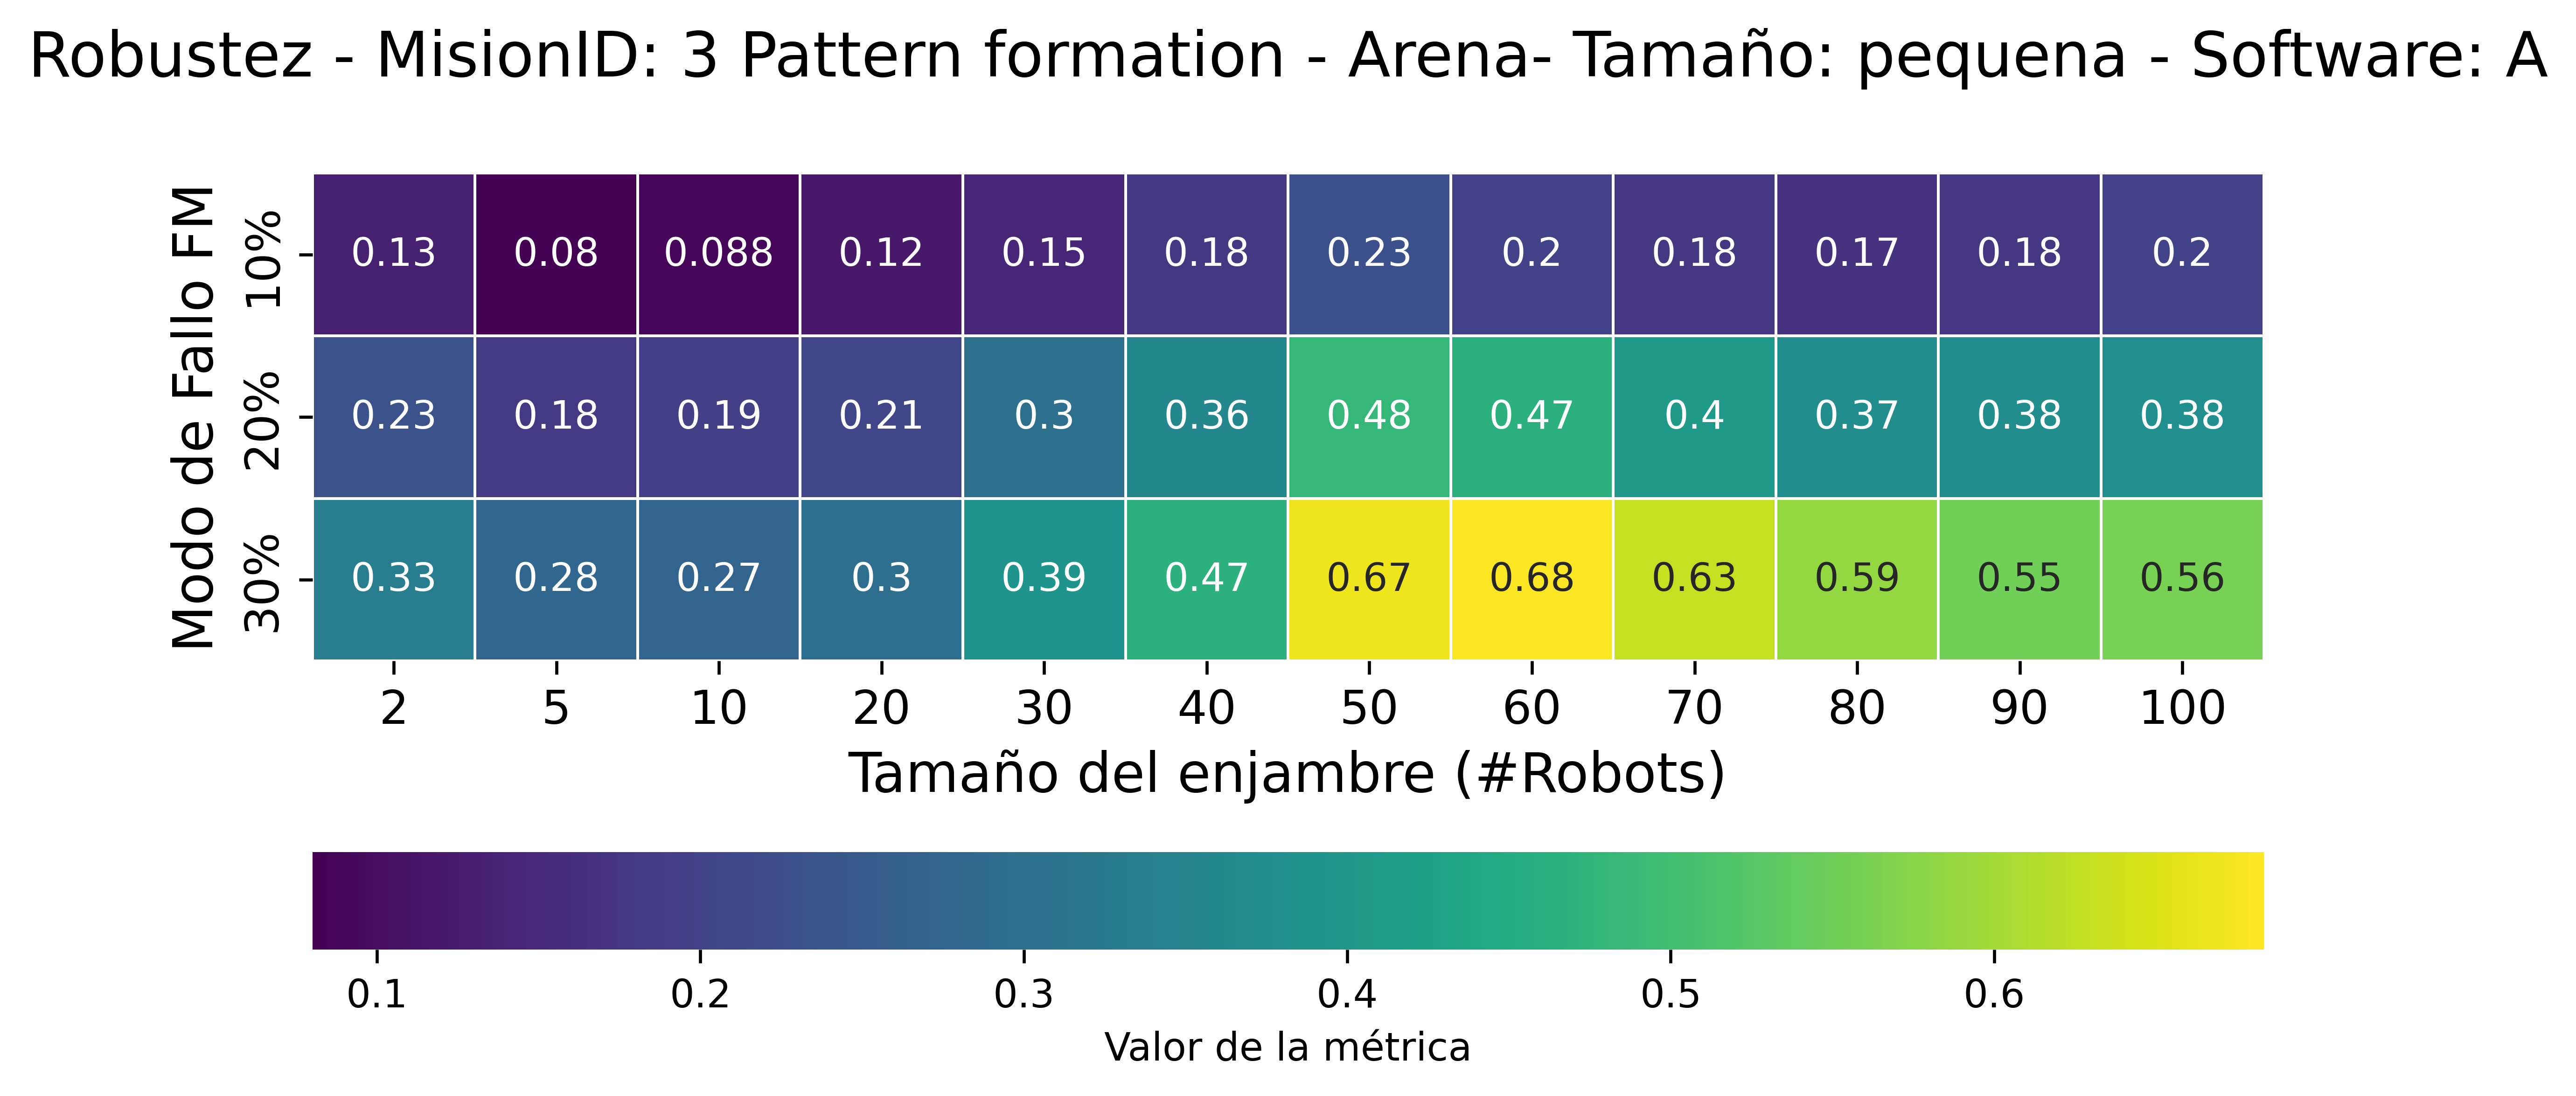 Robustez - MisionID: 3 Pattern formation - Arena- Tamaño: pequena - Software: A
Modo de Fallo FM
10%
0.13 0.08 0.088 0.12 0.15 0.18 0.23 0.2 0.18 0.17 0.18 0.2
20%
0.23 0.18 0.19 0.21 0.3 0.36 0.48 0.47 0.4 0.37 0.38 0.38
30%
0.33 0.28 0.27 0.3 0.39 0.47 0.67 0.68 0.63 0.59 0.55 0.56
2 5 10 20 30 40 50 60 70 80 90 100
Tamaño del enjambre (#Robots)
0.1 0.2 0.3 0.4 0.5 0.6
Valor de la métrica